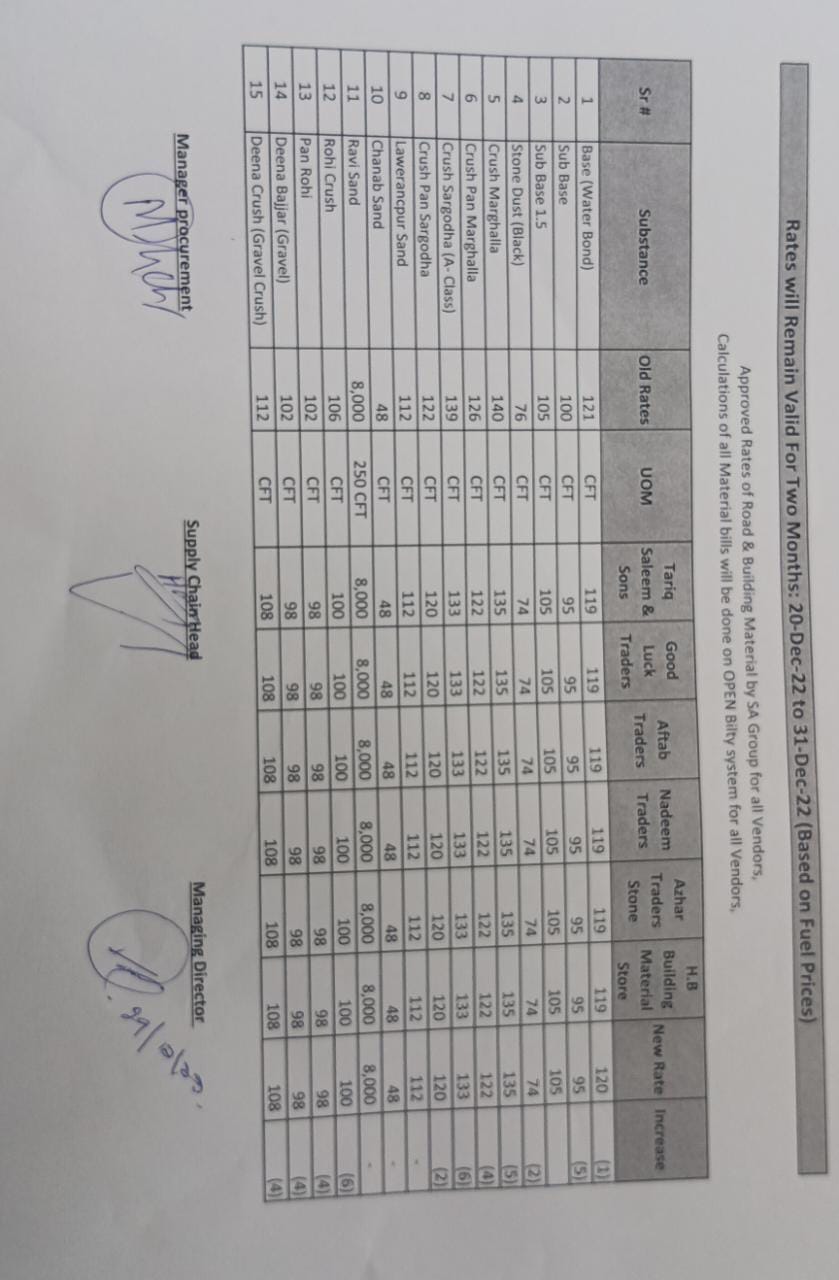 Rates will Remain Valid For Two Months: 20-Dec-22 to 31-Dec-22 (Based on Fuel Prices)
Approved Rates of Road & Building Material by SA Group for all Vendors,
Calculations of all Material bills will be done on OPEN Bilty system for all Vendors,
Sr # Substance Old Rates UOM Tariq Saleem & Sons Good Luck Traders Aftab Traders Nadeem Traders Azhar Traders Stone H.B Building Material Store New Rate Increase
1 Base (Water Bond) 121 CFT 119 119 119 119 119 119 120 (1)
2 Sub Base 100 CFT 95 95 95 95 95 95 95 (5)
3 Sub Base 1.5 105 CFT 105 105 105 105 105 105 105
4 Stone Dust (Black) 76 CFT 74 74 74 74 74 74 74 (2)
5 Crush Marghalla 140 CFT 135 135 135 135 135 135 135 (5)
6 Crush Pan Marghalla 126 CFT 122 122 122 122 122 122 122 (4)
7 Crush Sargodha (A- Class) 139 CFT 133 133 133 133 133 133 133 (6)
8 Crush Pan Sargodha 122 CFT 120 120 120 120 120 120 120 (2)
9 Lawerancpur Sand 112 CFT 112 112 112 112 112 112 112 -
10 Chanab Sand 48 CFT 48 48 48 48 48 48 48 -
11 Ravi Sand 8,000 250 CFT 8,000 8,000 8,000 8,000 8,000 8,000 8,000 -
12 Rohi Crush 106 CFT 100 100 100 100 100 100 100 (6)
13 Pan Rohi 102 CFT 98 98 98 98 98 98 98 (4)
14 Deena Bajjar (Gravel) 102 CFT 98 98 98 98 98 98 98 (4)
15 Deena Crush (Gravel Crush) 112 CFT 108 108 108 108 108 108 108 (4)
Manager procurement Supply Chain Head Managing Director